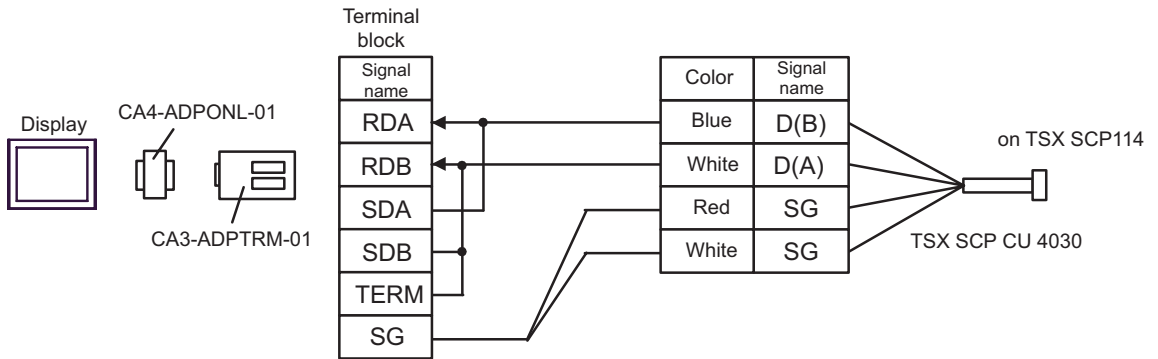 Terminal
block
Signal
name
RDA
RDB
SDA
SDB
TERM
SG
Display
CA4-ADPONL-01
CA3-ADPTRM-01
Color
Signal
name
Blue
D(B)
White
D(A)
Red
SG
White
SG
on TSX SCP114
TSX SCP CU 4030